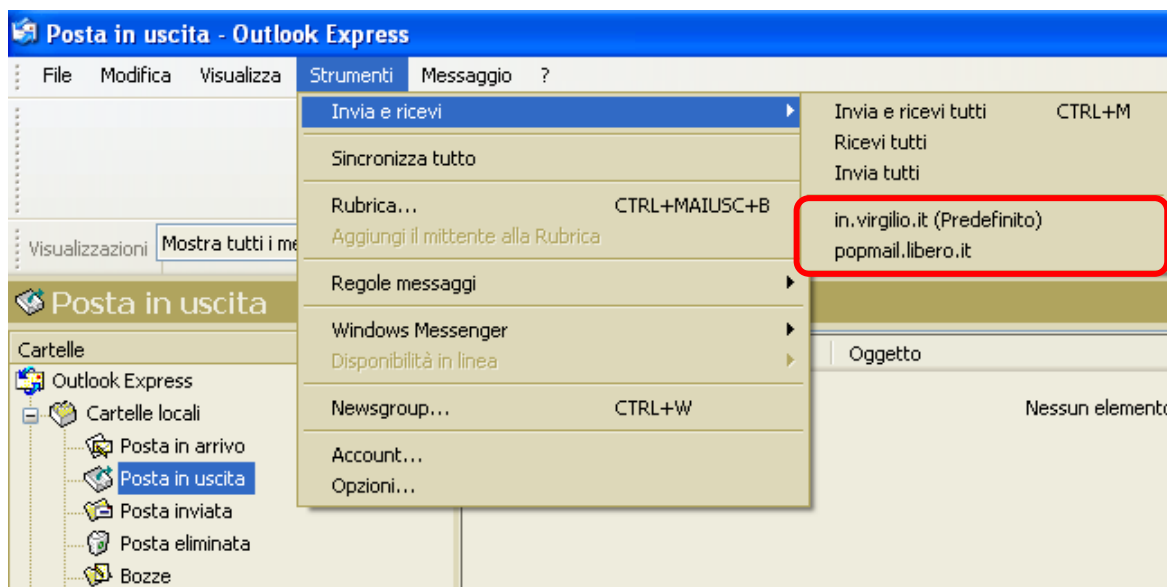 Posta in uscita - Outlook Express
File Modifica Visualizza Strumenti Messaggio ?
Invia e ricevi
Sincronizza tutto
Rubrica... CTRL+MAIUSC+B
Aggiungi il mittente alla Rubrica
Regole messaggi
Windows Messenger
Disponibilità in linea
Newsgroup... CTRL+W
Account...
Opzioni...
Invia e ricevi tutti CTRL+M
Ricevi tutti
Invia tutti
in.virgilio.it (Predefinito)
popmail.libero.it
Visualizzazioni Mostra tutti i me
Posta in uscita
Cartelle
Outlook Express
Cartelle locali
Posta in arrivo
Posta in uscita
Posta inviata
Posta eliminata
Bozze
Oggetto
Nessun elemento